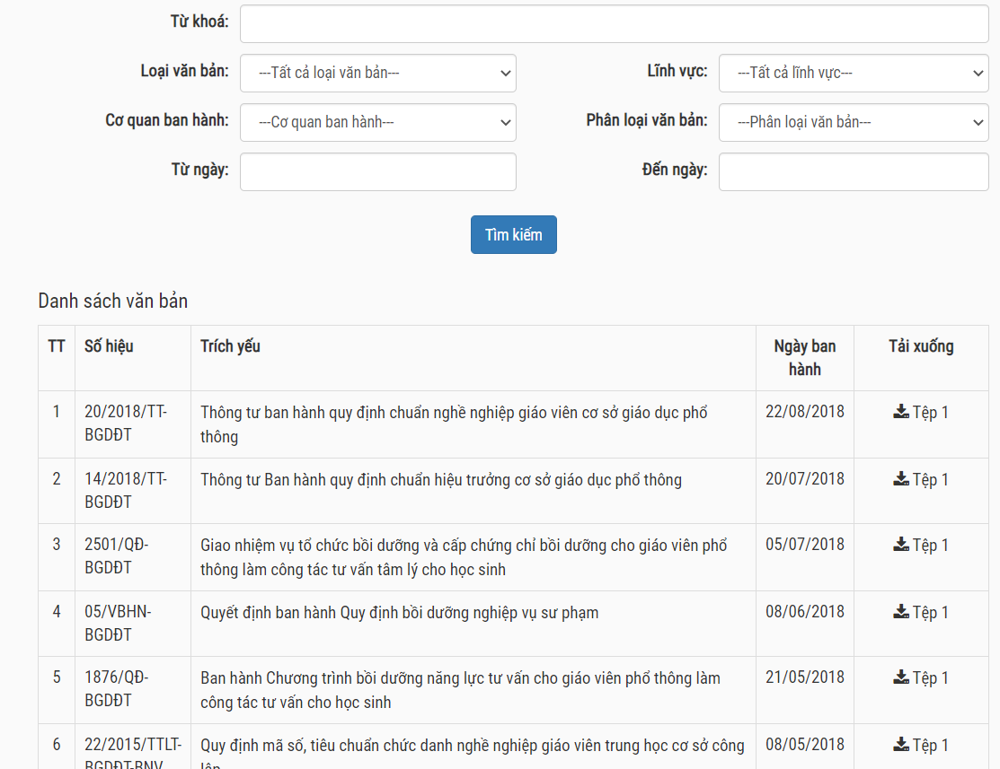 Từ khoá:
Loại văn bản: ---Tất cả loại văn bản--- Lĩnh vực: ---Tất cả lĩnh vực---
Cơ quan ban hành: ---Cơ quan ban hành--- Phân loại văn bản: ---Phân loại văn bản---
Từ ngày: Đến ngày:
Tìm kiếm
Danh sách văn bản
TT Số hiệu Trích yếu Ngày ban Tải xuống
hành
1 20/2018/TT- Thông tư ban hành quy định chuẩn nghề nghiệp giáo viên cơ sở giáo dục phổ 22/08/2018 Tệp 1
BGDĐT thông
2 14/2018/TT- Thông tư Ban hành quy định chuẩn hiệu trưởng cơ sở giáo dục phổ thông 20/07/2018 Tệp 1
BGDĐT
3 2501/QĐ- Giao nhiệm vụ tổ chức bồi dưỡng và cấp chứng chỉ bồi dưỡng cho giáo viên phổ 05/07/2018 Tệp 1
BGDĐT thông làm công tác tư vấn tâm lý cho học sinh
4 05/VBHN- Quyết định ban hành Quy định bồi dưỡng nghiệp vụ sư phạm 08/06/2018 Tệp 1
BGDĐT
5 1876/QĐ- Ban hành Chương trình bồi dưỡng năng lực tư vấn cho giáo viên phổ thông làm 21/05/2018 Tệp 1
BGDĐT công tác tư vấn cho học sinh
6 22/2015/TTLT- Quy định mã số, tiêu chuẩn chức danh nghề nghiệp giáo viên trung học cơ sở công 08/05/2018 Tệp 1
BGDĐT-BNV lập